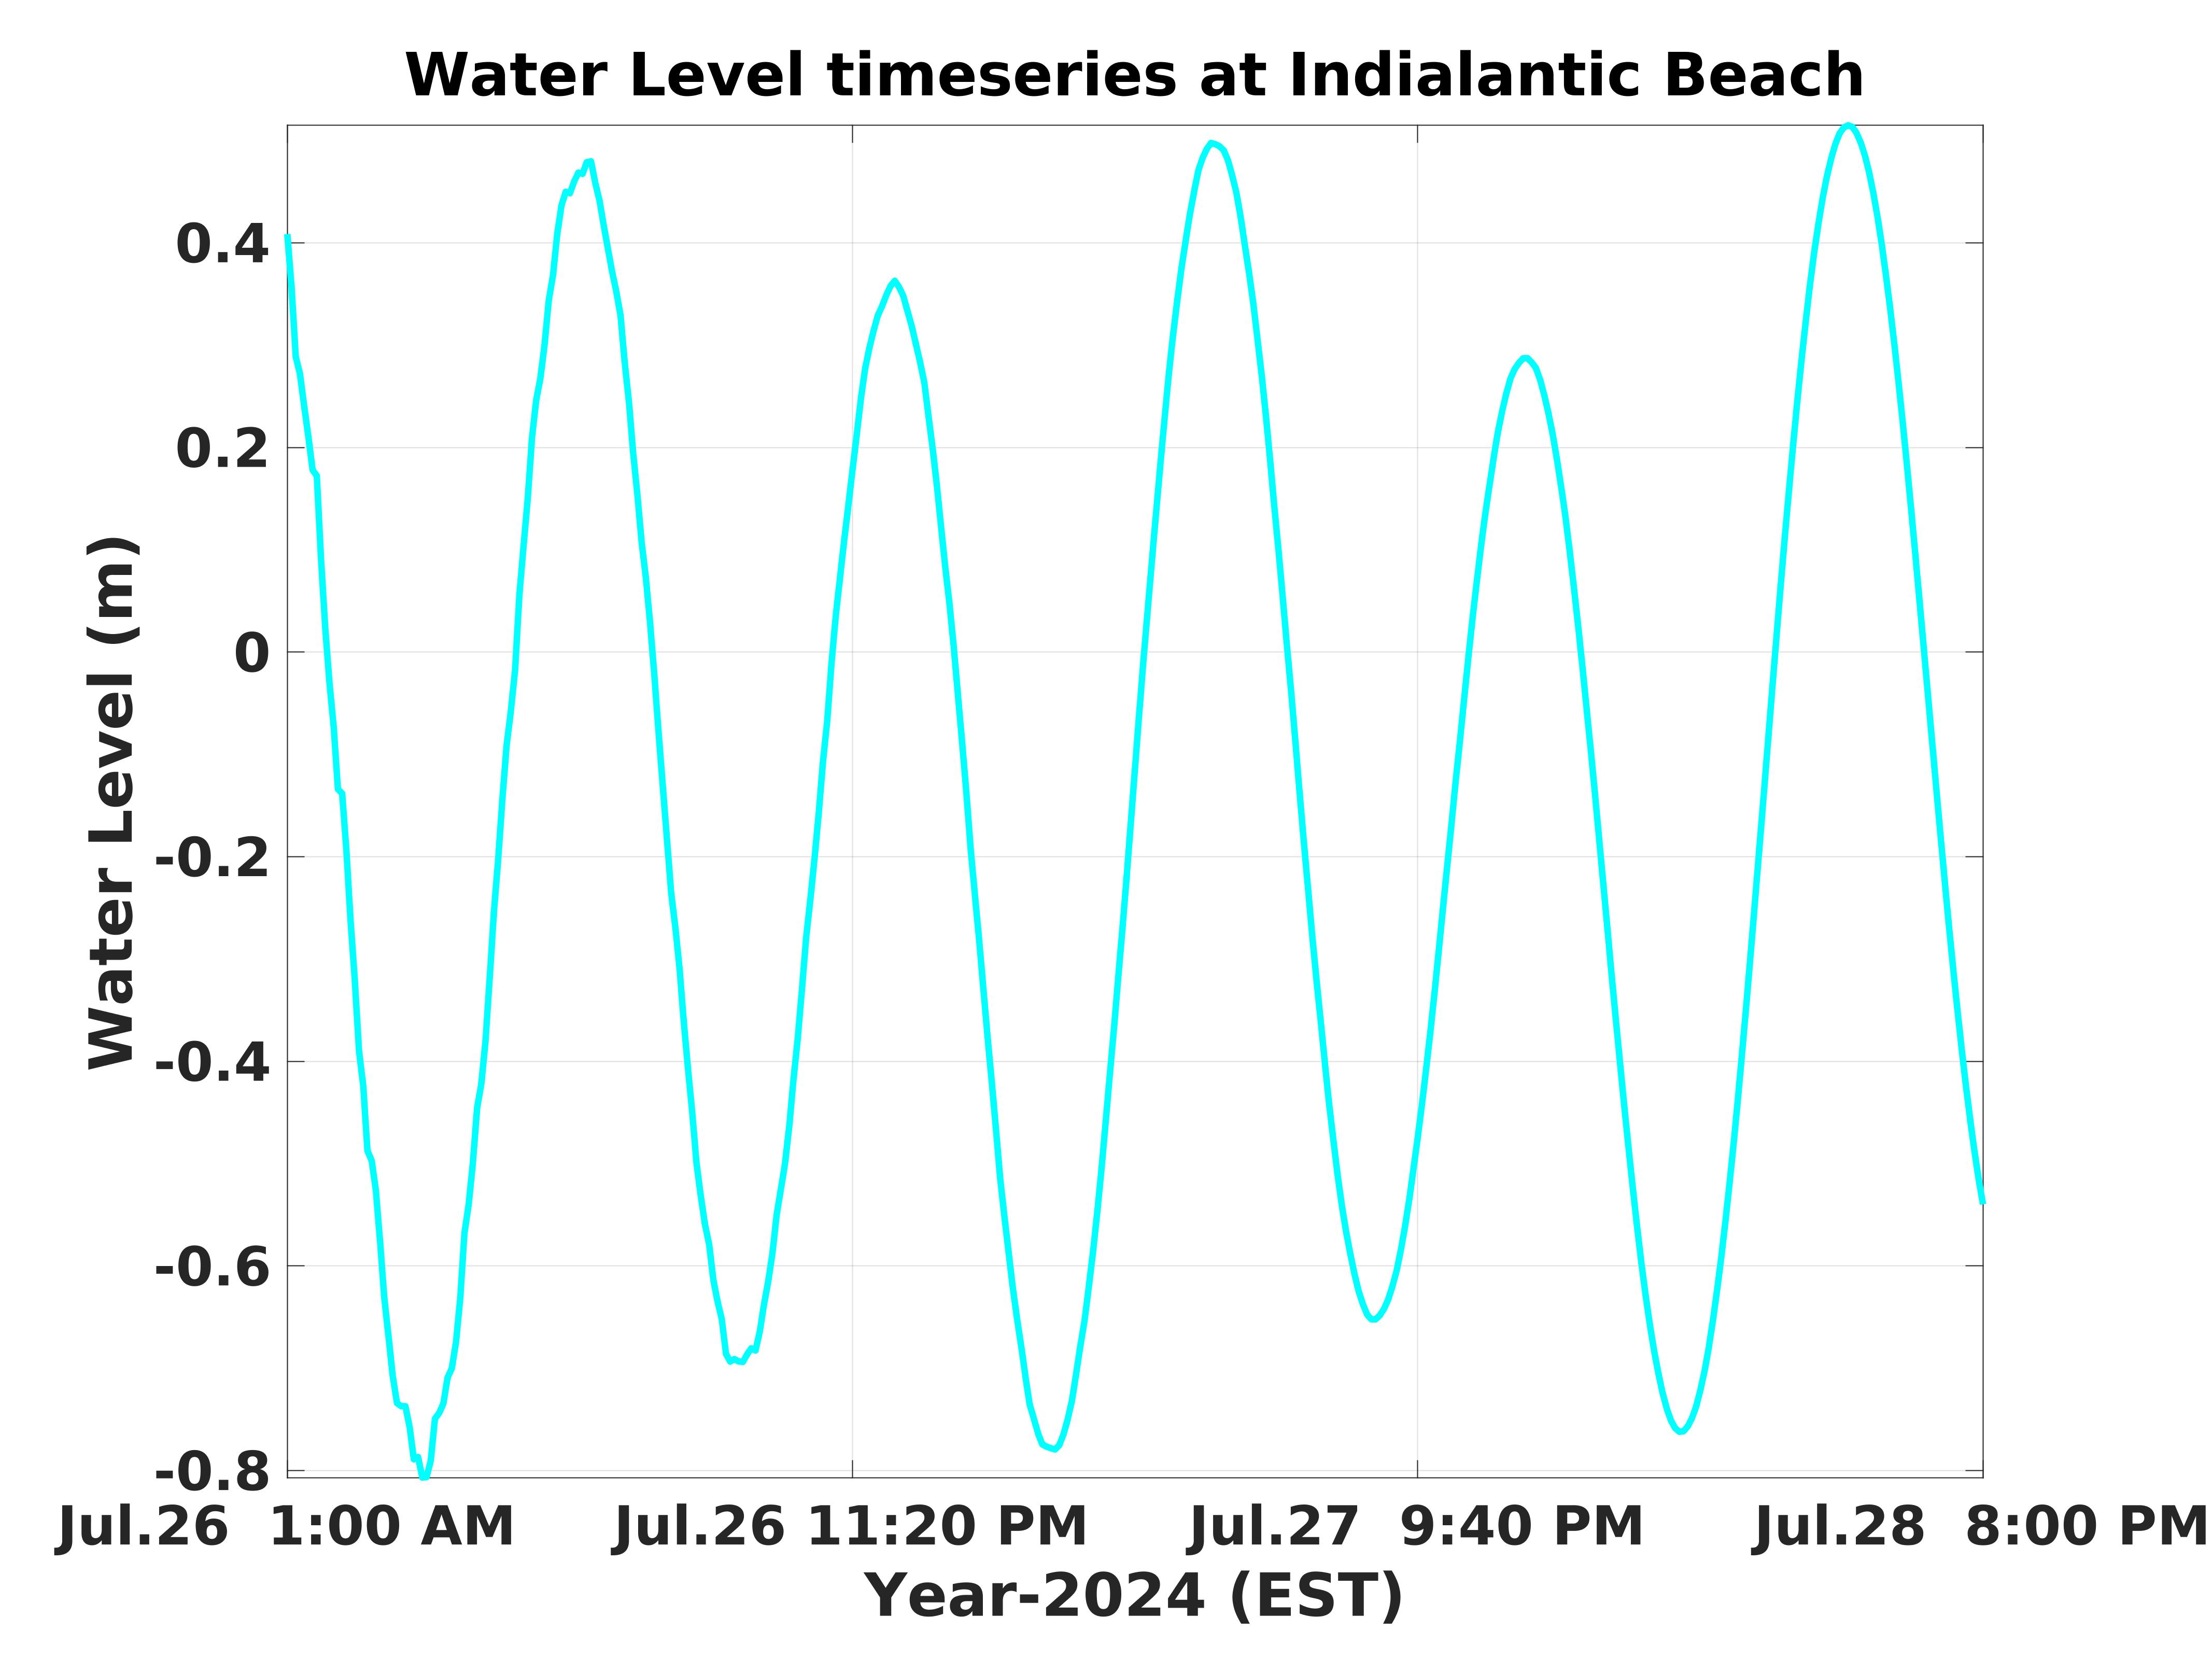 Water Level timeseries at Indialantic Beach
Water Level (m)
0.4
0.2
0
-0.2
-0.4
-0.6
-0.8
Jul.26 1:00 AM
Jul.26 11:20 PM
Jul.27 9:40 PM
Jul.28 8:00 PM
Year-2024 (EST)